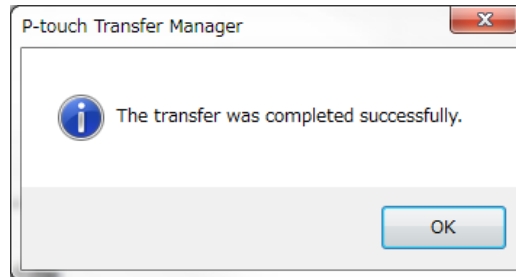 P-touch Transfer Manager
The transfer was completed successfully.
OK